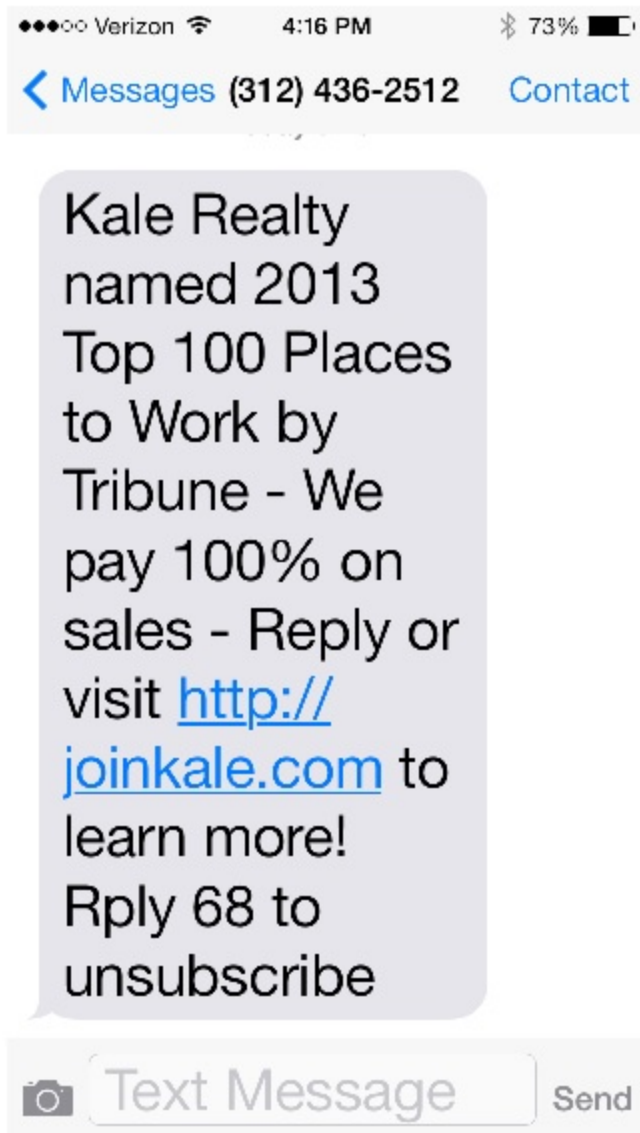 Verizon 4:16 PM 73%
Messages (312) 436-2512 Contact
Kale Realty
named 2013
Top 100 Places
to Work by
Tribune - We
pay 100% on
sales - Reply or
visit http://
joinkale.com to
learn more!
Rply 68 to
unsubscribe
Text Message Send